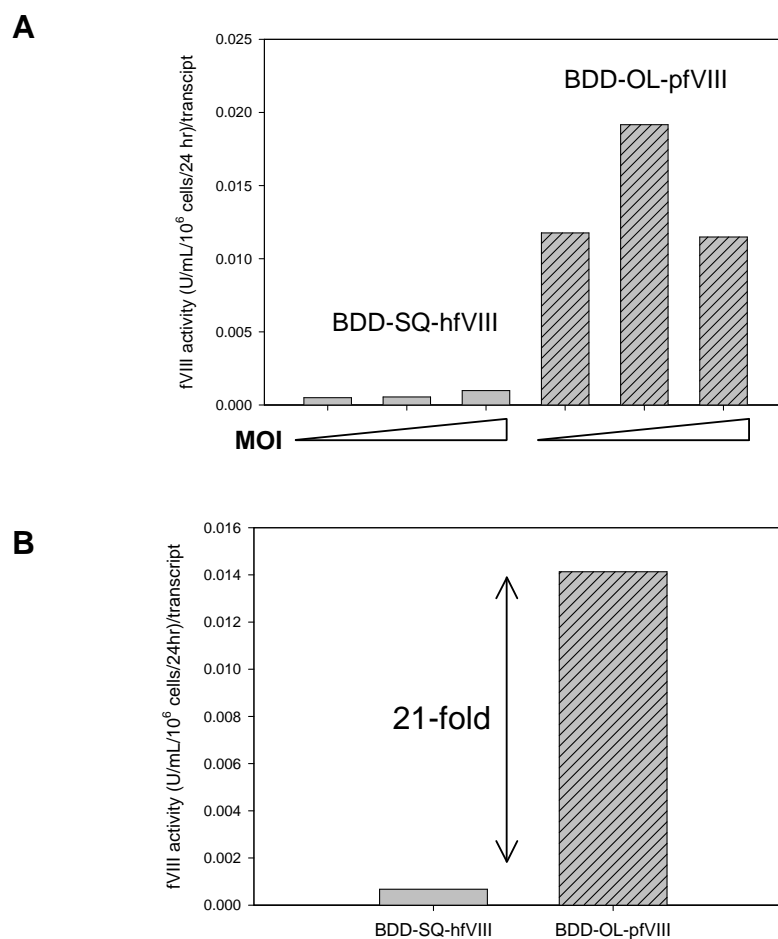 A
fVIII activity (U/mL/10⁶ cells/24 hr)/transcript
0.025
0.020
0.015
0.010
0.005
0.000
BDD-OL-pfVIII
BDD-SQ-hfVIII
MOI
B
fVIII activity (U/mL/10⁶ cells/24hr)/transcript
0.016
0.014
0.012
0.010
0.008
0.006
0.004
0.002
0.000
21-fold
BDD-SQ-hfVIII
BDD-OL-pfVIII